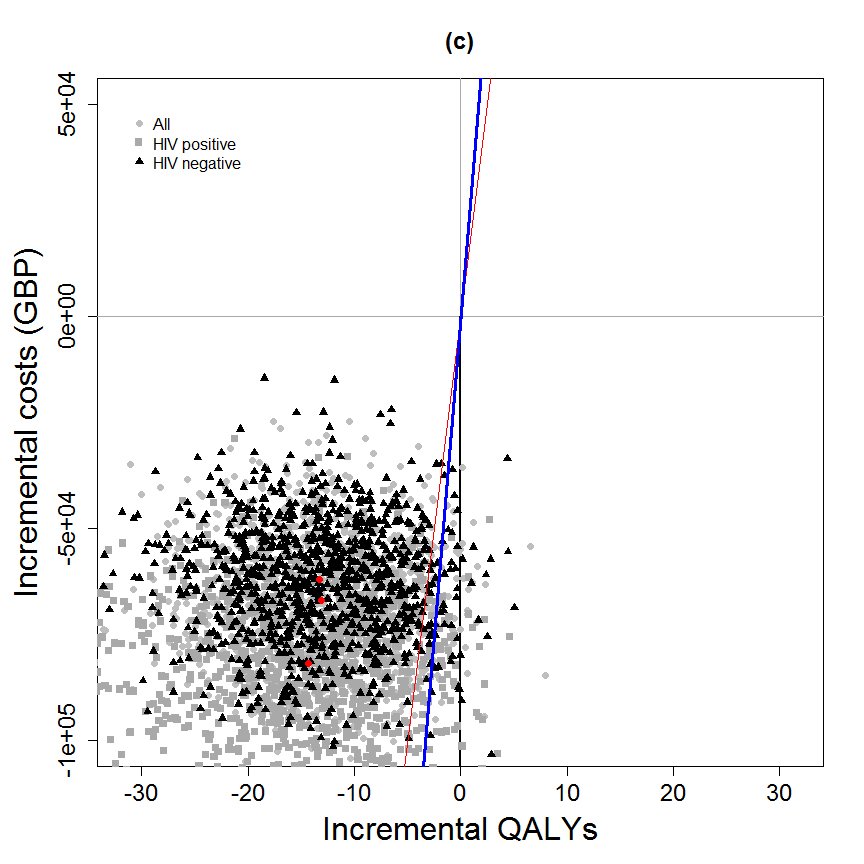 (c)
5e+04
All
HIV positive
HIV negative
0e+00
-5e+04
-1e+05
Incremental costs (GBP)
-30 -20 -10 0 10 20 30
Incremental QALYs